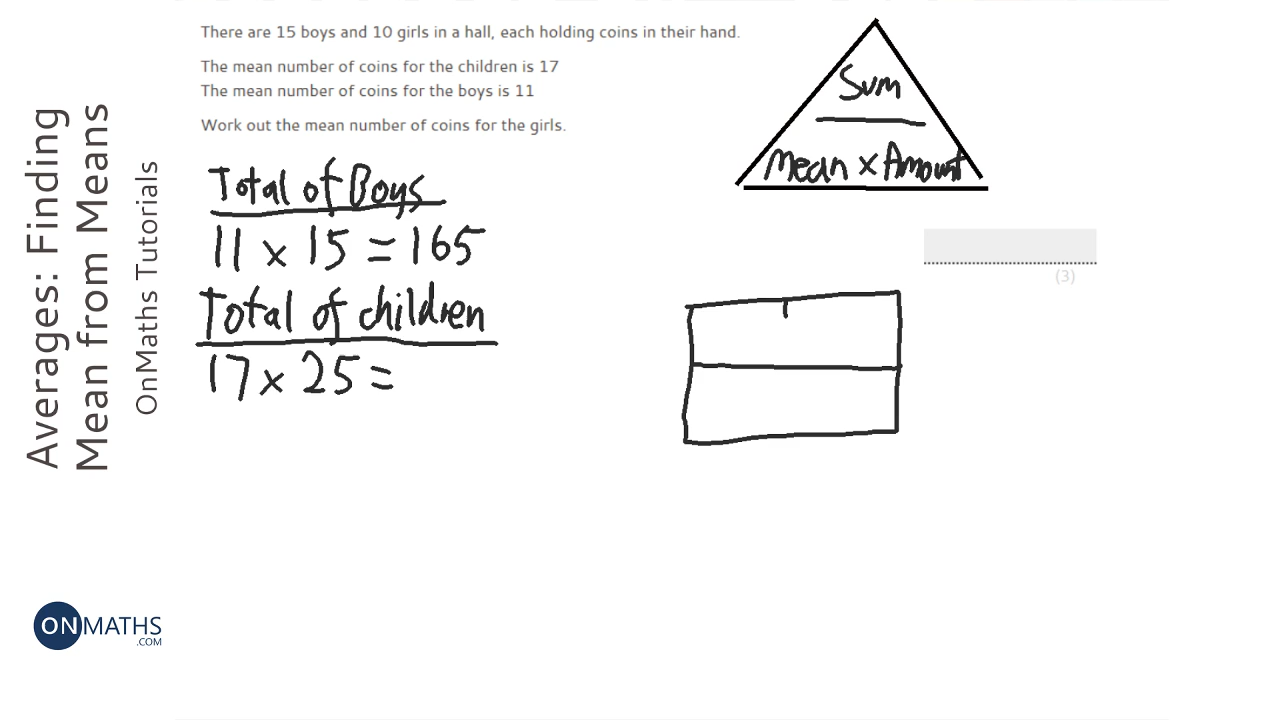 Averages: Finding
Mean from Means
OnMaths Tutorials
There are 15 boys and 10 girls in a hall, each holding coins in their hand.
The mean number of coins for the children is 17
The mean number of coins for the boys is 11
Work out the mean number of coins for the girls.
Sum
Mean × Amount
Total of Boys
11 × 15 = 165
Total of children
17 × 25 =
(3)
ONMATHS
.COM